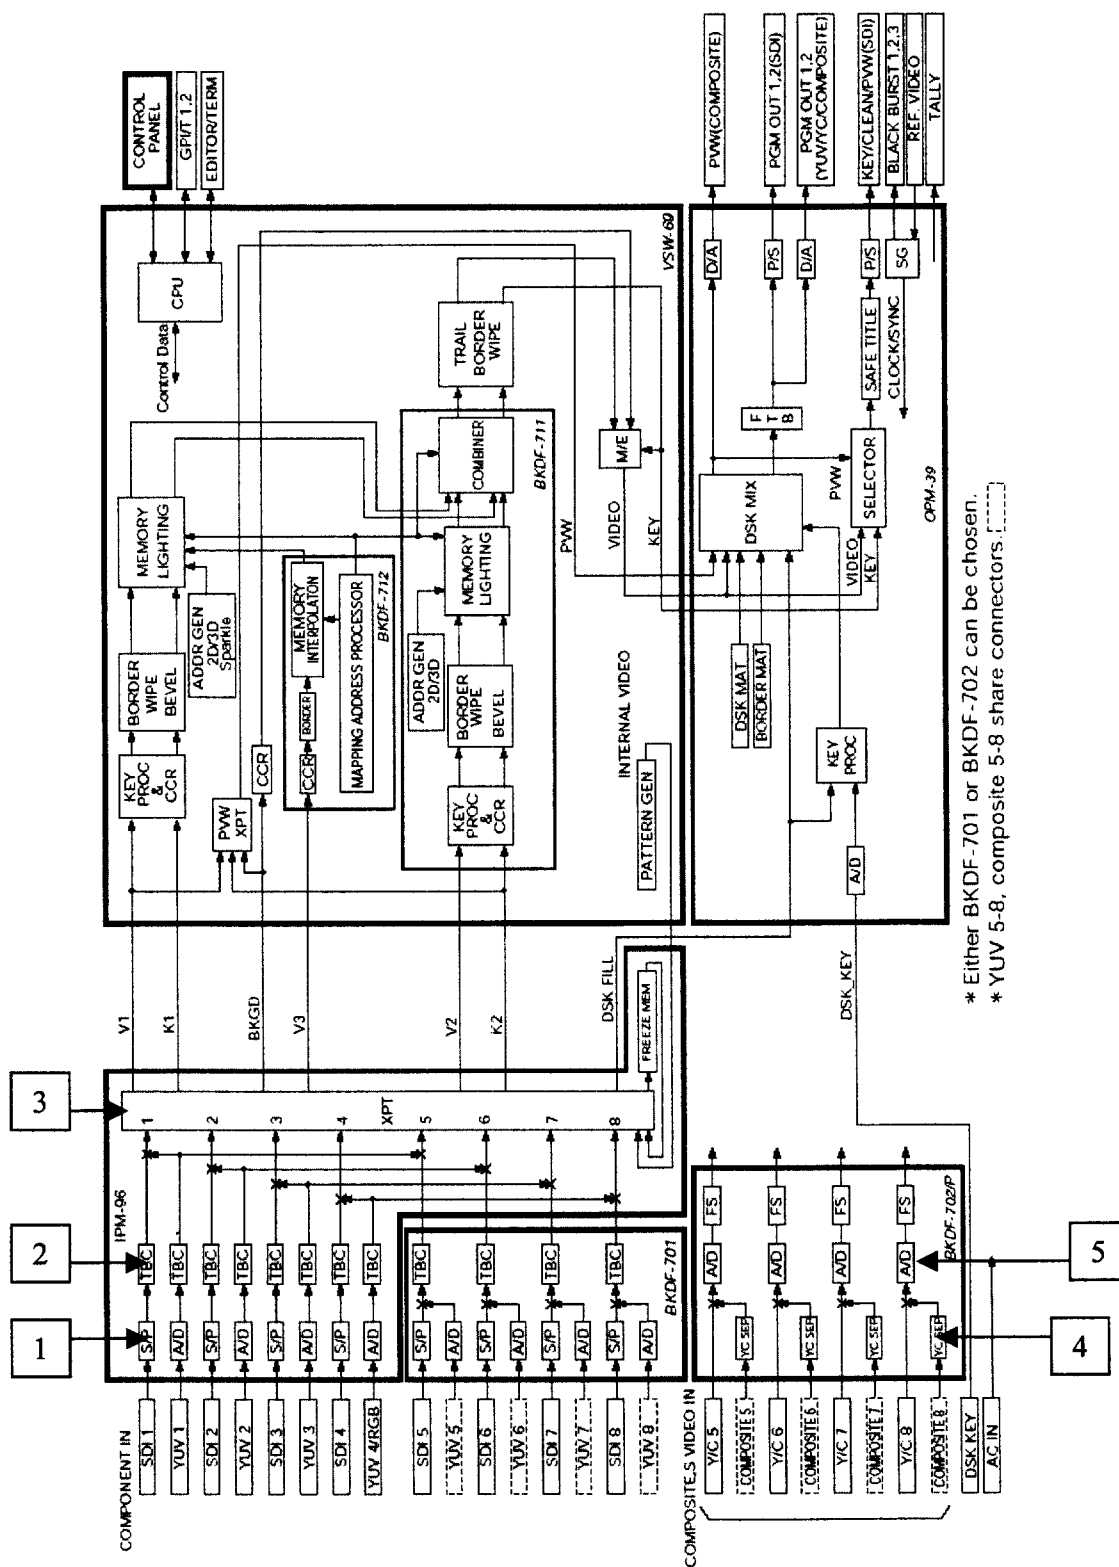 COMPONENT IN
SDI 1
YUV 1
SDI 2
YUV 2
SDI 3
YUV 3
SDI 4
YUV 4/RGB
SDI 5
YUV 5
SDI 6
YUV 6
SDI 7
YUV 7
SDI 8
YUV 8
COMPOSITE,S VIDEO IN
Y/C 5
COMPOSITE 5
Y/C 6
COMPOSITE 6
Y/C 7
COMPOSITE 7
Y/C 8
COMPOSITE 8
DSK KEY
AC IN
1
2
3
4
5
IPM-96
S/P
A/D
S/P
A/D
S/P
A/D
S/P
A/D
TBC
TBC
TBC
TBC
TBC
TBC
TBC
TBC
BKDF-701
S/P
A/D
S/P
A/D
S/P
A/D
S/P
A/D
TBC
TBC
TBC
TBC
BKDF-702/P
YC SEP
YC SEP
YC SEP
YC SEP
A/D
A/D
A/D
A/D
FS
FS
FS
FS
1
2
3
4
XPT
5
6
7
8
FREEZE MEM
V1
K1
BKGD
V3
V2
K2
DSK FILL
DSK_KEY
VSW-60
KEY
PROC
&
CCR
BORDER
WIPE
BEVEL
ADDR GEN
2D/3D
Sparkle
MEMORY
LIGHTING
PVW
XPT
CCR
CCR
BORDER
MEMORY
INTERPOLATON
MAPPING ADDRESS PROCESSOR
BKDF-712
KEY
PROC
&
CCR
BORDER
WIPE
BEVEL
ADDR GEN
2D/3D
MEMORY
LIGHTING
COMBINER
BKDF-711
TRAIL
BORDER
WIPE
Control Data
CPU
CONTROL
PANEL
GPI/T 1,2
EDITOR/TERM
PVW
INTERNAL VIDEO
PATTERN GEN
M/E
VIDEO
KEY
OPM-39
A/D
KEY
PROC
DSK MAT
BORDER MAT
DSK MIX
FTB
PVW
VIDEO
KEY
SELECTOR
SAFE TITLE
CLOCK/SYNC
D/A
P/S
D/A
P/S
SG
PVW(COMPOSITE)
PGM OUT 1,2(SDI)
PGM OUT 1,2
(YUV/YC/COMPOSITE)
KEY/CLEAN/PVW(SDI)
BLACK BURST 1,2,3
REF. VIDEO
TALLY
* Either BKDF-701 or BKDF-702 can be chosen.
* YUV 5-8, composite 5-8 share connectors.